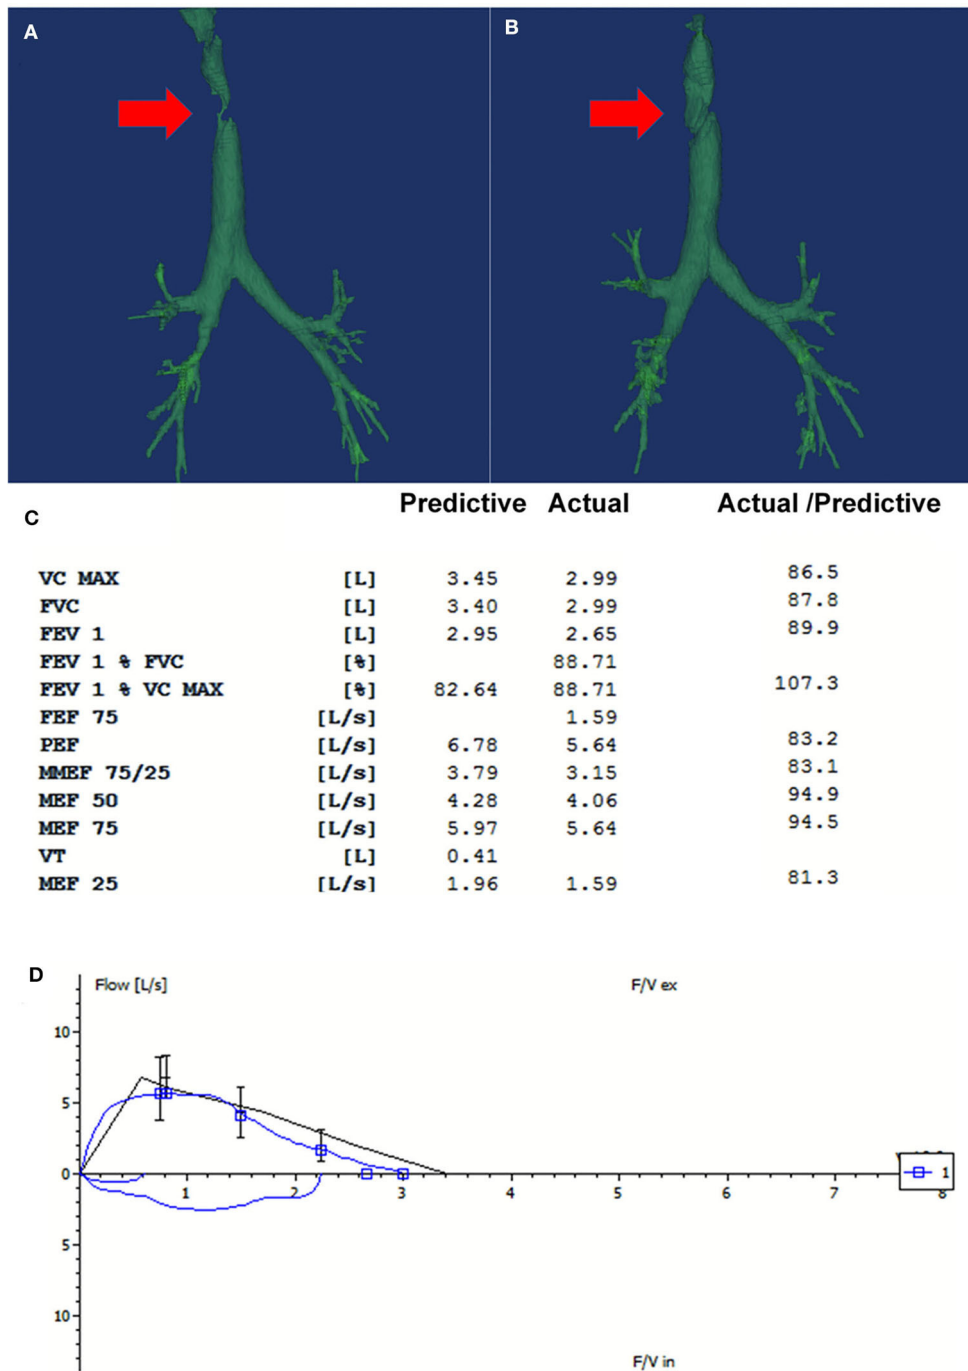 A
B
C
Predictive Actual Actual /Predictive
VC MAX [L] 3.45 2.99 86.5
FVC [L] 3.40 2.99 87.8
FEV 1 [L] 2.95 2.65 89.9
FEV 1 % FVC [%] 88.71
FEV 1 % VC MAX [%] 82.64 88.71 107.3
FEF 75 [L/s] 1.59
PEF [L/s] 6.78 5.64 83.2
MMEF 75/25 [L/s] 3.79 3.15 83.1
MEF 50 [L/s] 4.28 4.06 94.9
MEF 75 [L/s] 5.97 5.64 94.5
VT [L] 0.41
MEF 25 [L/s] 1.96 1.59 81.3
D
Flow [L/s] F/V ex
10
5
0
1 2 3 4 5 6 7 8
1
5
10
F/V in